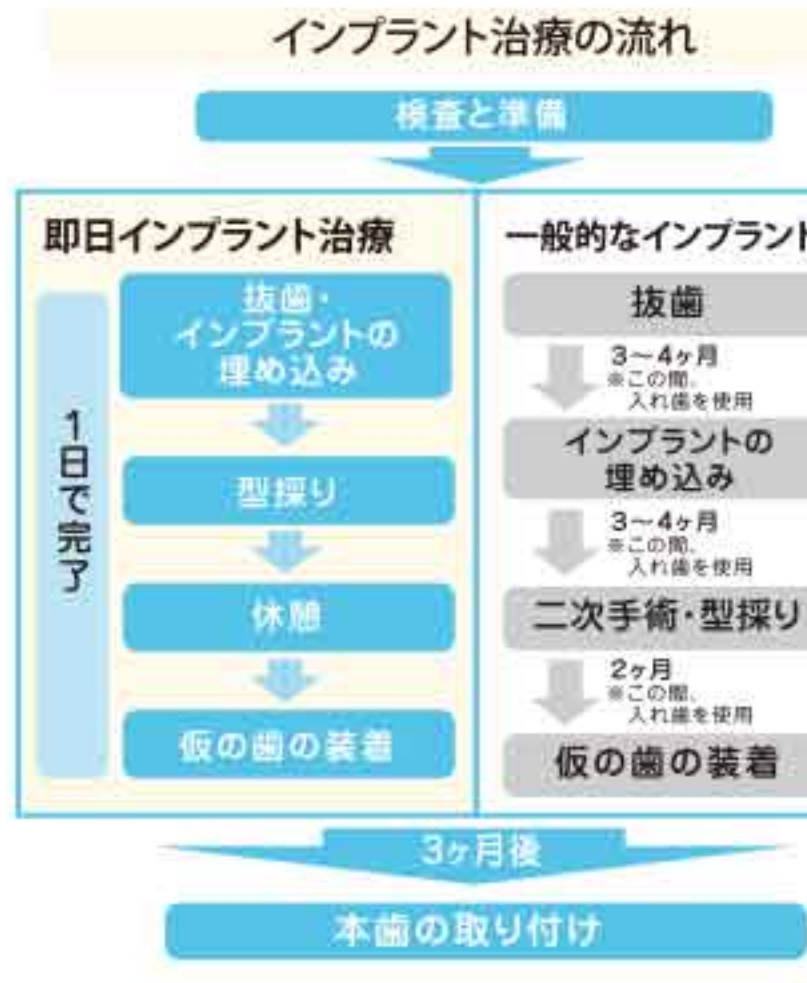 インプラント治療の流れ
検査と準備
即日インプラント治療
1日で完了
抜歯・
インプラントの
埋め込み
型採り
休憩
仮の歯の装着
一般的なインプラント
抜歯
3～4ヶ月
※この間、
入れ歯を使用
インプラントの
埋め込み
3～4ヶ月
※この間、
入れ歯を使用
二次手術・型採り
2ヶ月
※この間、
入れ歯を使用
仮の歯の装着
3ヶ月後
本歯の取り付け